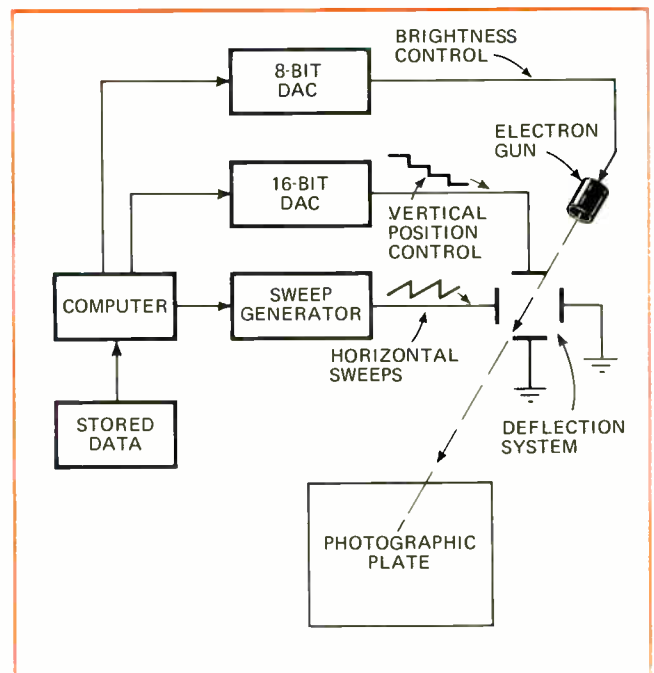 BRIGHTNESS
CONTROL
8-BIT
DAC
ELECTRON
GUN
16-BIT
DAC
VERTICAL
POSITION
CONTROL
COMPUTER
SWEEP
GENERATOR
HORIZONTAL
SWEEPS
STORED
DATA
DEFLECTION
SYSTEM
PHOTOGRAPHIC
PLATE